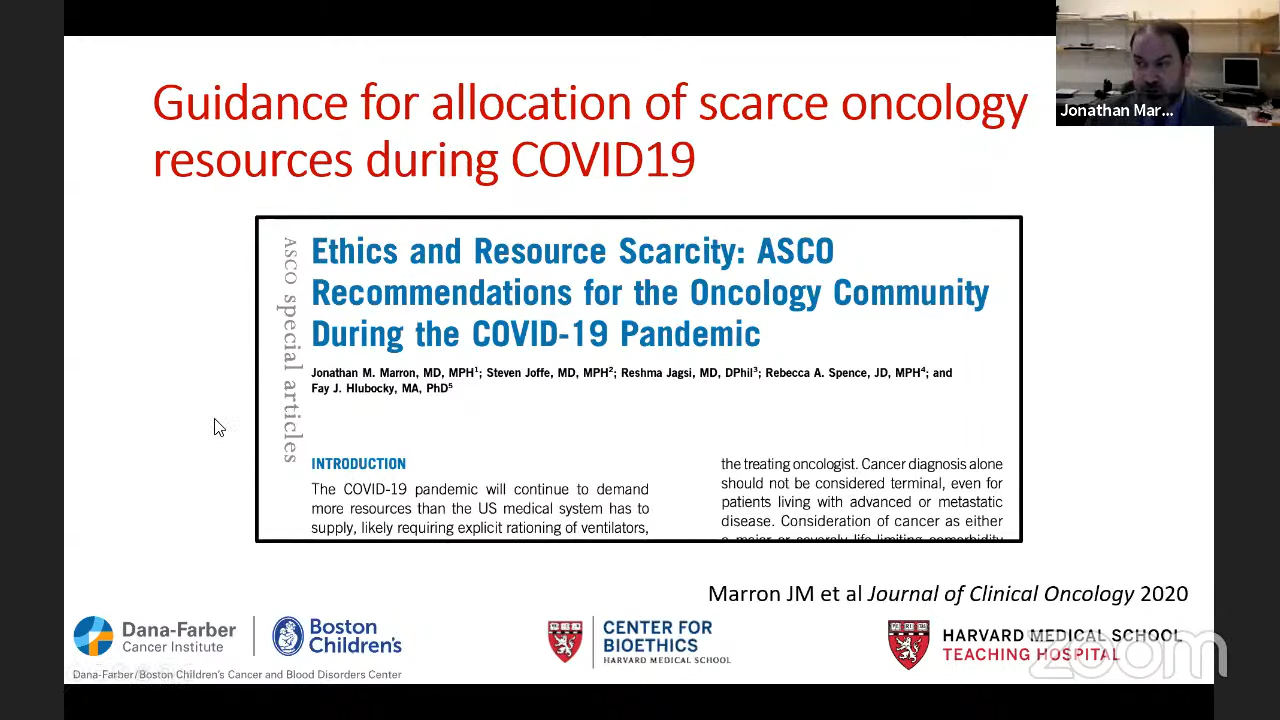 Guidance for allocation of scarce oncology
resources during COVID19
Jonathan Mar...
ASCO special articles
Ethics and Resource Scarcity: ASCO
Recommendations for the Oncology Community
During the COVID-19 Pandemic
Jonathan M. Marron, MD, MPH1; Steven Joffe, MD, MPH2; Reshma Jagsi, MD, DPhil3; Rebecca A. Spence, JD, MPH4; and
Fay J. Hlubocky, MA, PhD5
INTRODUCTION
The COVID-19 pandemic will continue to demand
more resources than the US medical system has to
supply, likely requiring explicit rationing of ventilators,
the treating oncologist. Cancer diagnosis alone
should not be considered terminal, even for
patients living with advanced or metastatic
disease. Consideration of cancer as either
a major or severely life-limiting comorbidity
Marron JM et al Journal of Clinical Oncology 2020
Dana-Farber
Cancer Institute
Boston
Children's
Dana-Farber/Boston Children's Cancer and Blood Disorders Center
CENTER FOR
BIOETHICS
HARVARD MEDICAL SCHOOL
HARVARD MEDICAL SCHOOL
TEACHING HOSPITAL
zoom